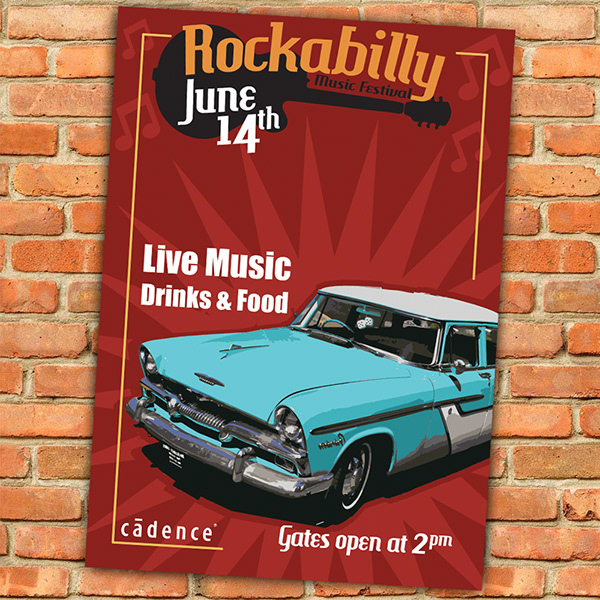 Rockabilly
Music Festival
June
14th
Live Music
Drinks & Food
cādence®
Gates open at 2pm